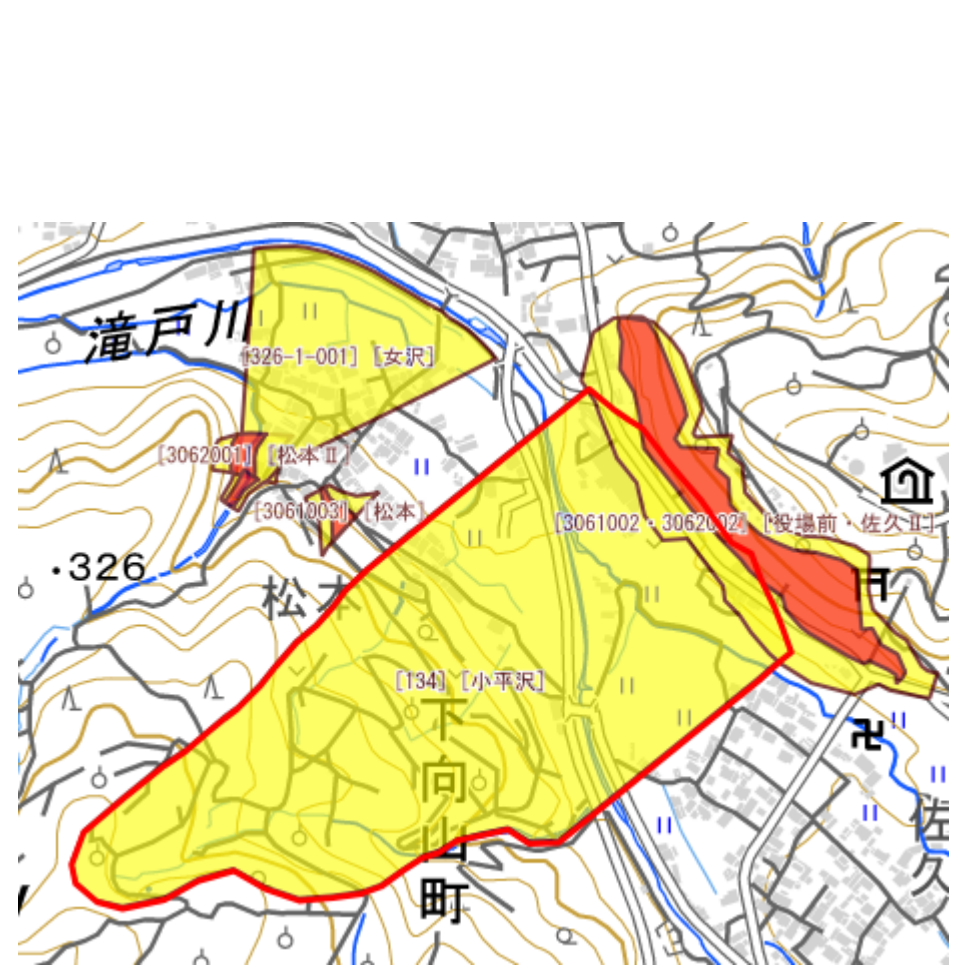 滝戸川
[326-1-001] [女沢]
[3062001] [松本Ⅱ]
[3061003] [松本]
[3061002・3062002] [役場前・佐久Ⅱ]
・326
松本
[134] [小平沢]
下向山町
佐久